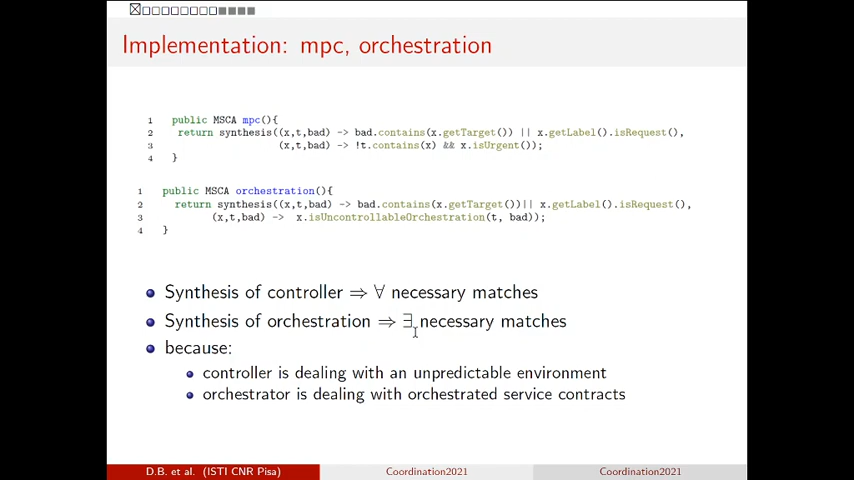 Implementation: mpc, orchestration
1 public MSCA mpc(){
2 return synthesis((x,t,bad) -> bad.contains(x.getTarget()) || x.getLabel().isRequest(),
3 (x,t,bad) -> !t.contains(x) && x.isUrgent());
4 }
1 public MSCA orchestration(){
2 return synthesis((x,t,bad) -> bad.contains(x.getTarget())|| x.getLabel().isRequest(),
3 (x,t,bad) -> x.isUncontrollableOrchestration(t, bad));
4 }
Synthesis of controller ⇒ ∀ necessary matches
Synthesis of orchestration ⇒ ∃ necessary matches
because:
controller is dealing with an unpredictable environment
orchestrator is dealing with orchestrated service contracts
D.B. et al. (ISTI CNR Pisa) Coordination2021 Coordination2021